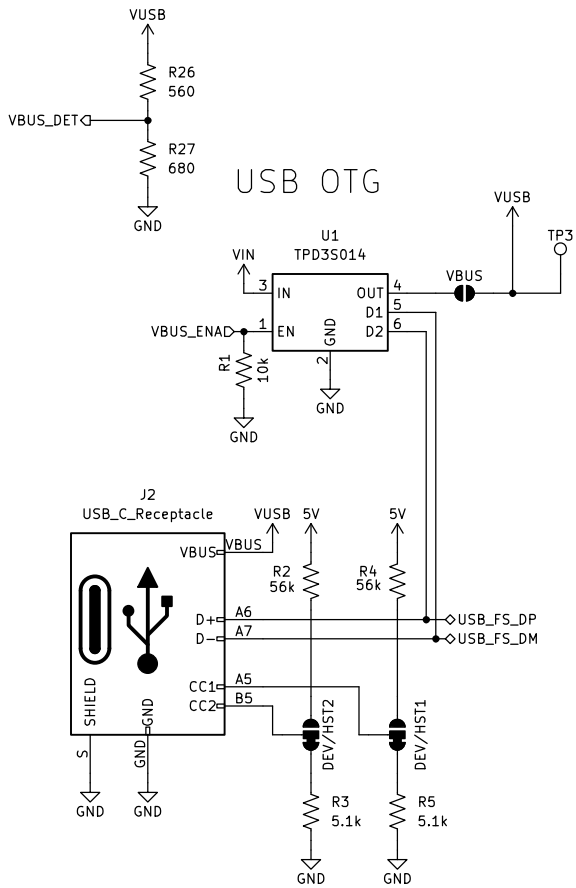 VUSB
R26
560
VBUS_DET
R27
680
GND
USB OTG
VUSB
TP3
U1
TPD3S014
VIN
VBUS
3 IN
OUT 4
D1 5
VBUS_ENA
1 EN
D2 6
GND
2
R1
10k
GND
GND
J2
USB_C_Receptacle
VUSB
5V
5V
VBUS
VBUS
R2
56k
R4
56k
D+ A6
USB_FS_DP
D- A7
USB_FS_DM
CC1 A5
CC2 B5
SHIELD
GND
DEV/HST2
DEV/HST1
S
GND
GND
GND
R3
5.1k
R5
5.1k
GND
GND